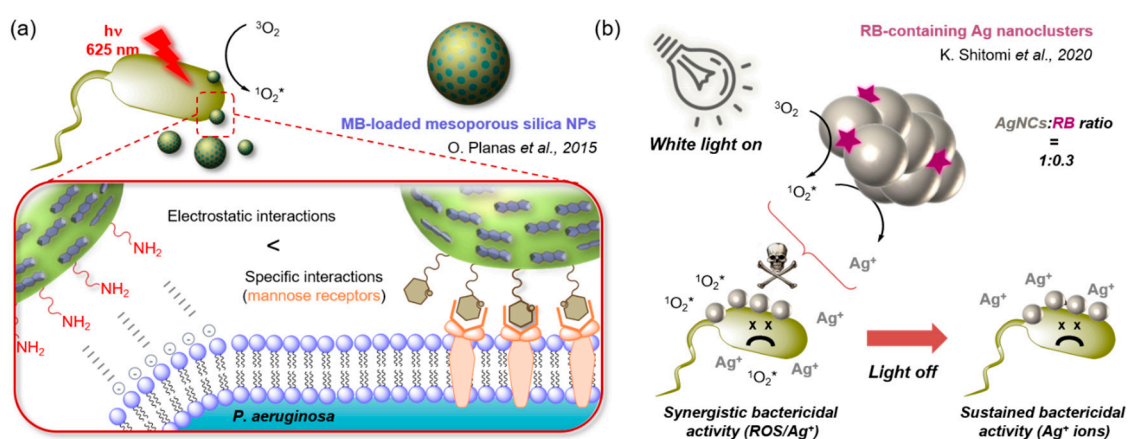 (a)
hν
625 nm
³O₂
¹O₂*
MB-loaded mesoporous silica NPs
O. Planas et al., 2015
Electrostatic interactions
<
Specific interactions
(mannose receptors)
NH₂
NH₂
NH₂
NH₂
P. aeruginosa
(b)
RB-containing Ag nanoclusters
K. Shitomi et al., 2020
White light on
³O₂
¹O₂*
AgNCs:RB ratio
=
1:0.3
Ag⁺
¹O₂*
¹O₂*
Ag⁺
Ag⁺
¹O₂*
Ag⁺
x x
Light off
Ag⁺
Ag⁺
Ag⁺
x x
Synergistic bactericidal
activity (ROS/Ag⁺)
Sustained bactericidal
activity (Ag⁺ ions)